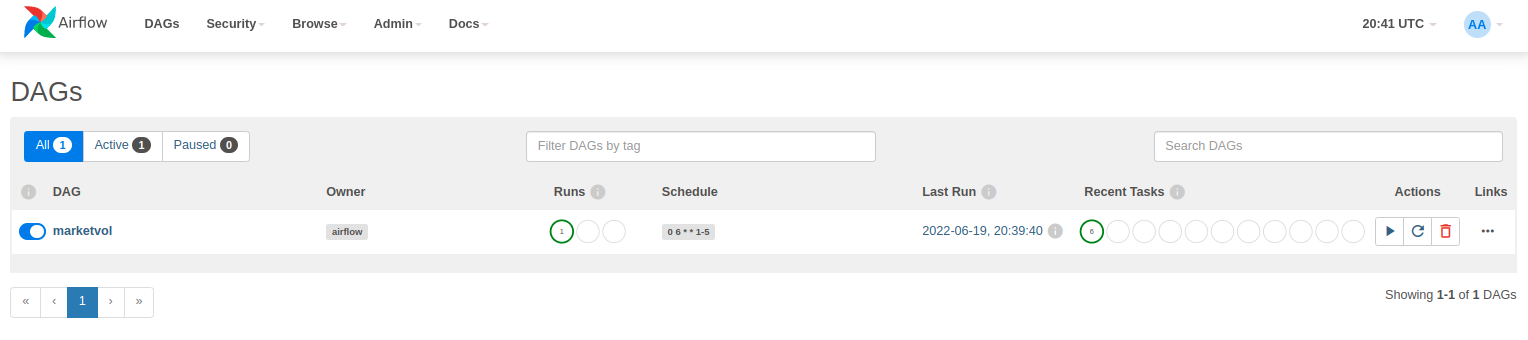 Airflow DAGs Security Browse Admin Docs 20:41 UTC AA
DAGs
All 1 Active 1 Paused 0 Filter DAGs by tag Search DAGs
DAG Owner Runs Schedule Last Run Recent Tasks Actions Links
marketvol airflow 1 0 6 * * 1-5 2022-06-19, 20:39:40 6
« ‹ 1 › » Showing 1-1 of 1 DAGs